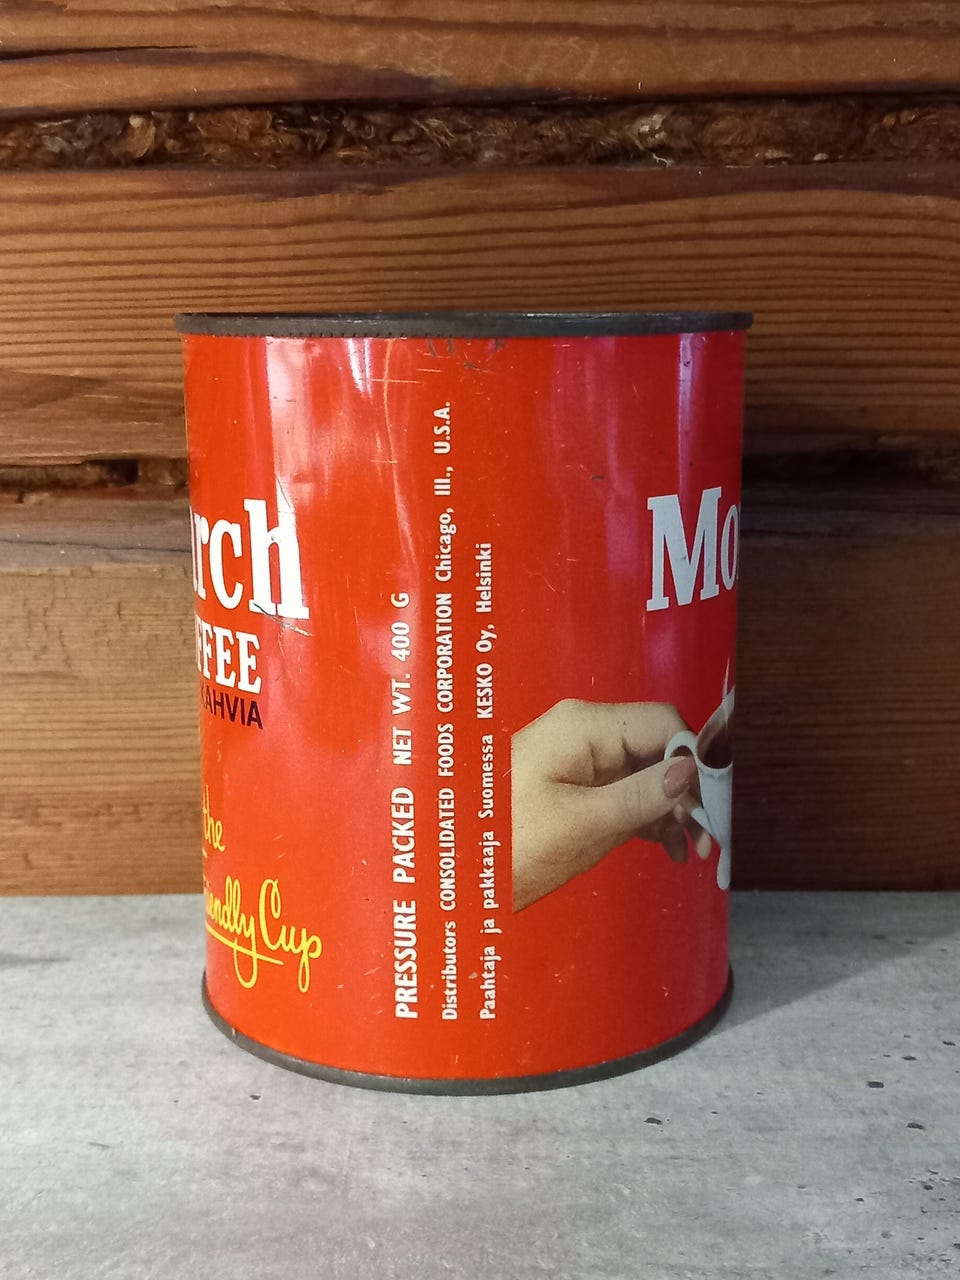 rch
FFEE
KAHVIA
the
iendly Cup
PRESSURE PACKED NET WT. 400 G
Distributors CONSOLIDATED FOODS CORPORATION Chicago, Ill., U.S.A.
Paahtaja ja pakkaaja Suomessa KESKO Oy, Helsinki
Mo